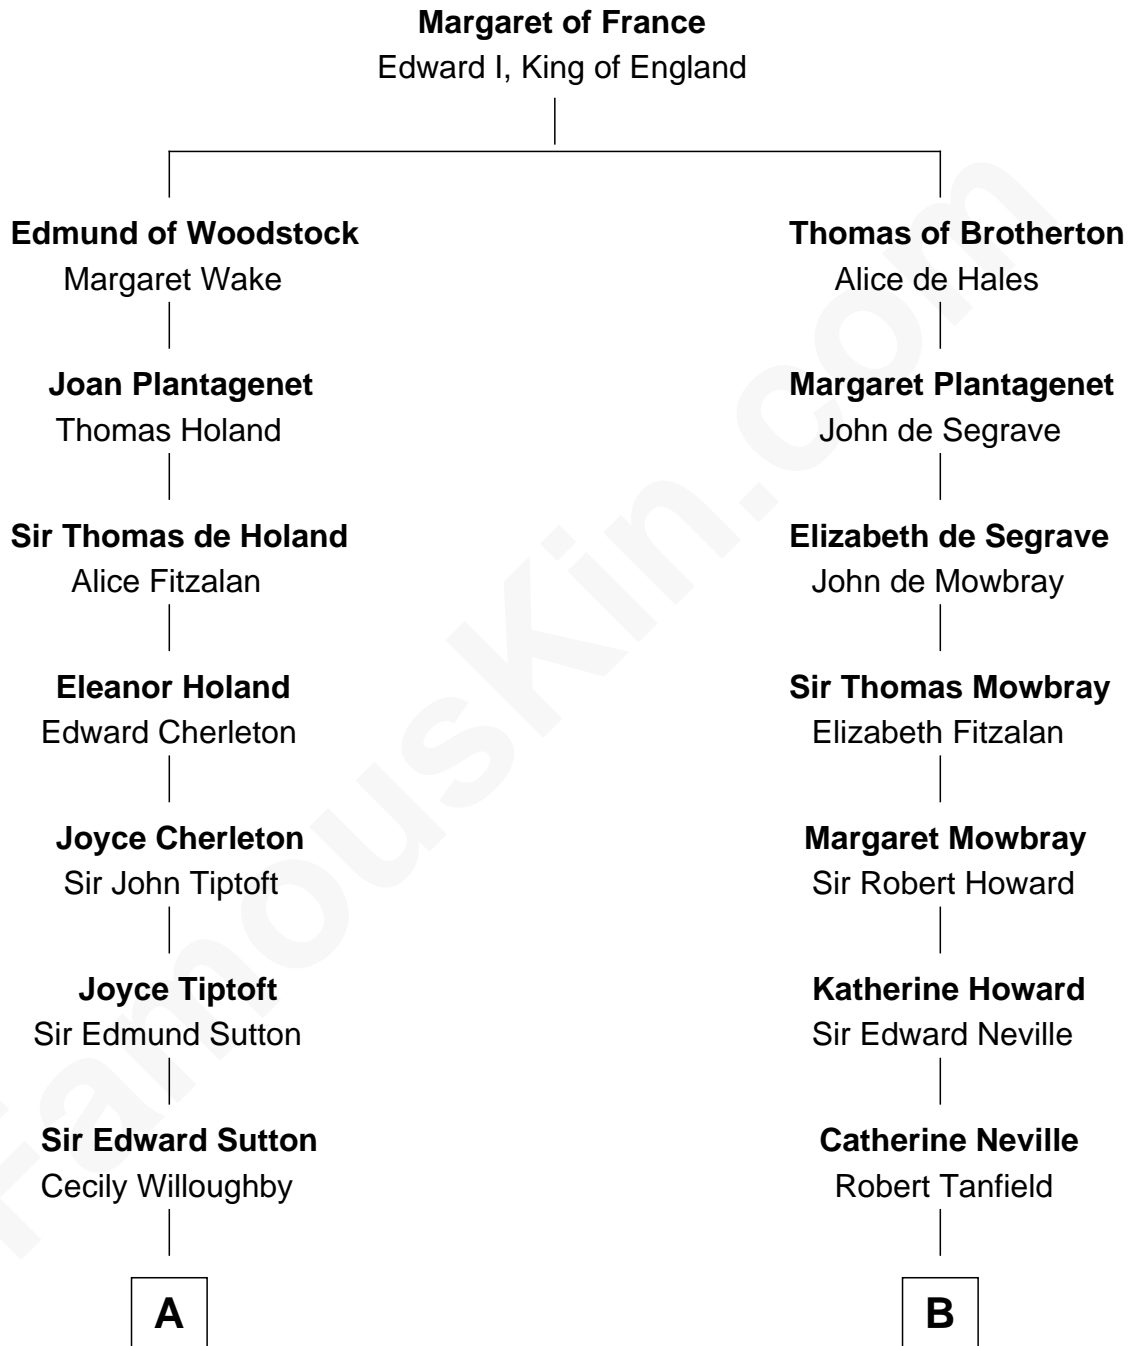 Margaret of France
Edward I, King of England
Edmund of Woodstock
Margaret Wake
Thomas of Brotherton
Alice de Hales
Joan Plantagenet
Thomas Holand
Margaret Plantagenet
John de Segrave
Sir Thomas de Holand
Alice Fitzalan
Elizabeth de Segrave
John de Mowbray
Eleanor Holand
Edward Cherleton
Sir Thomas Mowbray
Elizabeth Fitzalan
Joyce Cherleton
Sir John Tiptoft
Margaret Mowbray
Sir Robert Howard
Joyce Tiptoft
Sir Edmund Sutton
Katherine Howard
Sir Edward Neville
Sir Edward Sutton
Cecily Willoughby
Catherine Neville
Robert Tanfield
A
B
FamousKin.com